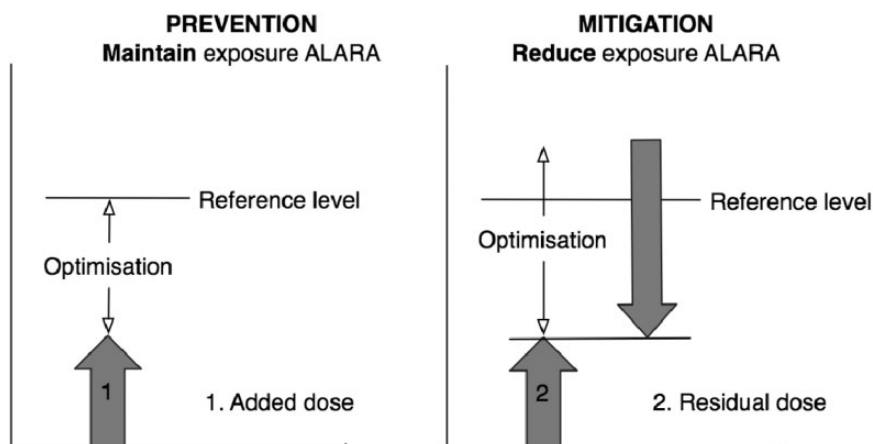 PREVENTION
Maintain exposure ALARA
Reference level
Optimisation
1
1. Added dose
MITIGATION
Reduce exposure ALARA
Reference level
Optimisation
2
2. Residual dose